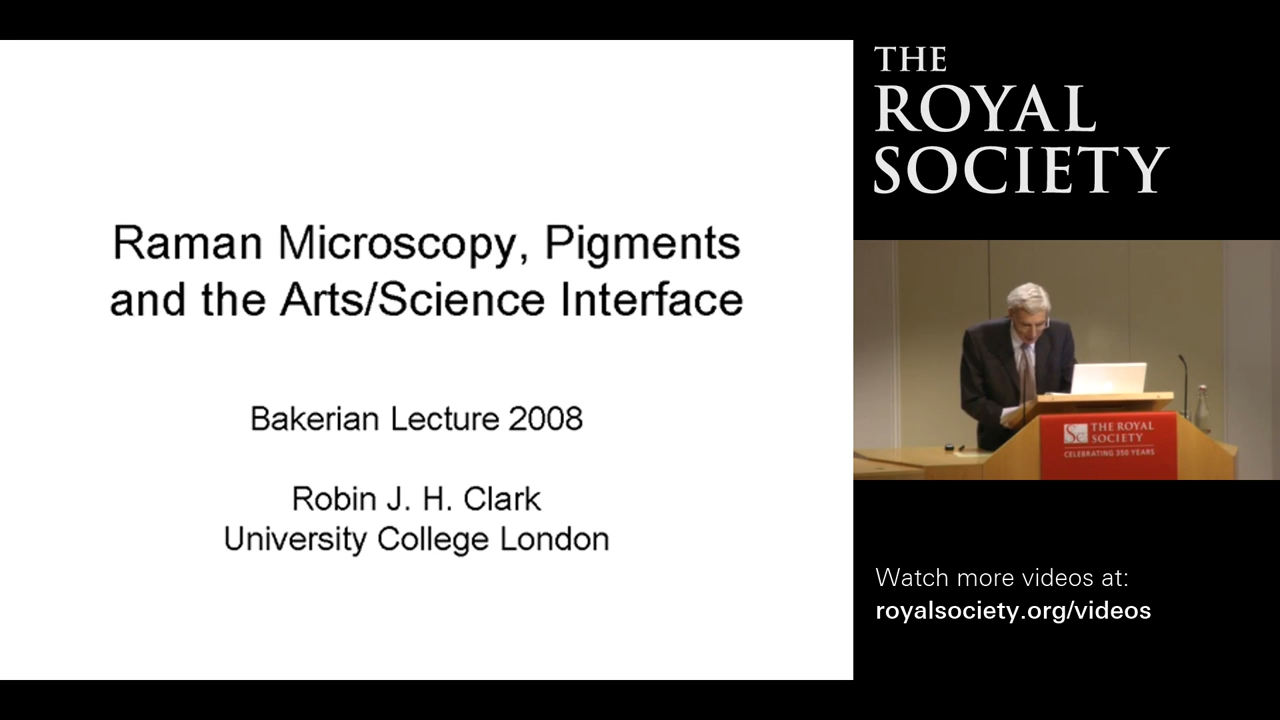 Raman Microscopy, Pigments
and the Arts/Science Interface
Bakerian Lecture 2008
Robin J. H. Clark
University College London
THE
ROYAL
SOCIETY
THE ROYAL
SOCIETY
CELEBRATING 350 YEARS
Watch more videos at:
royalsociety.org/videos